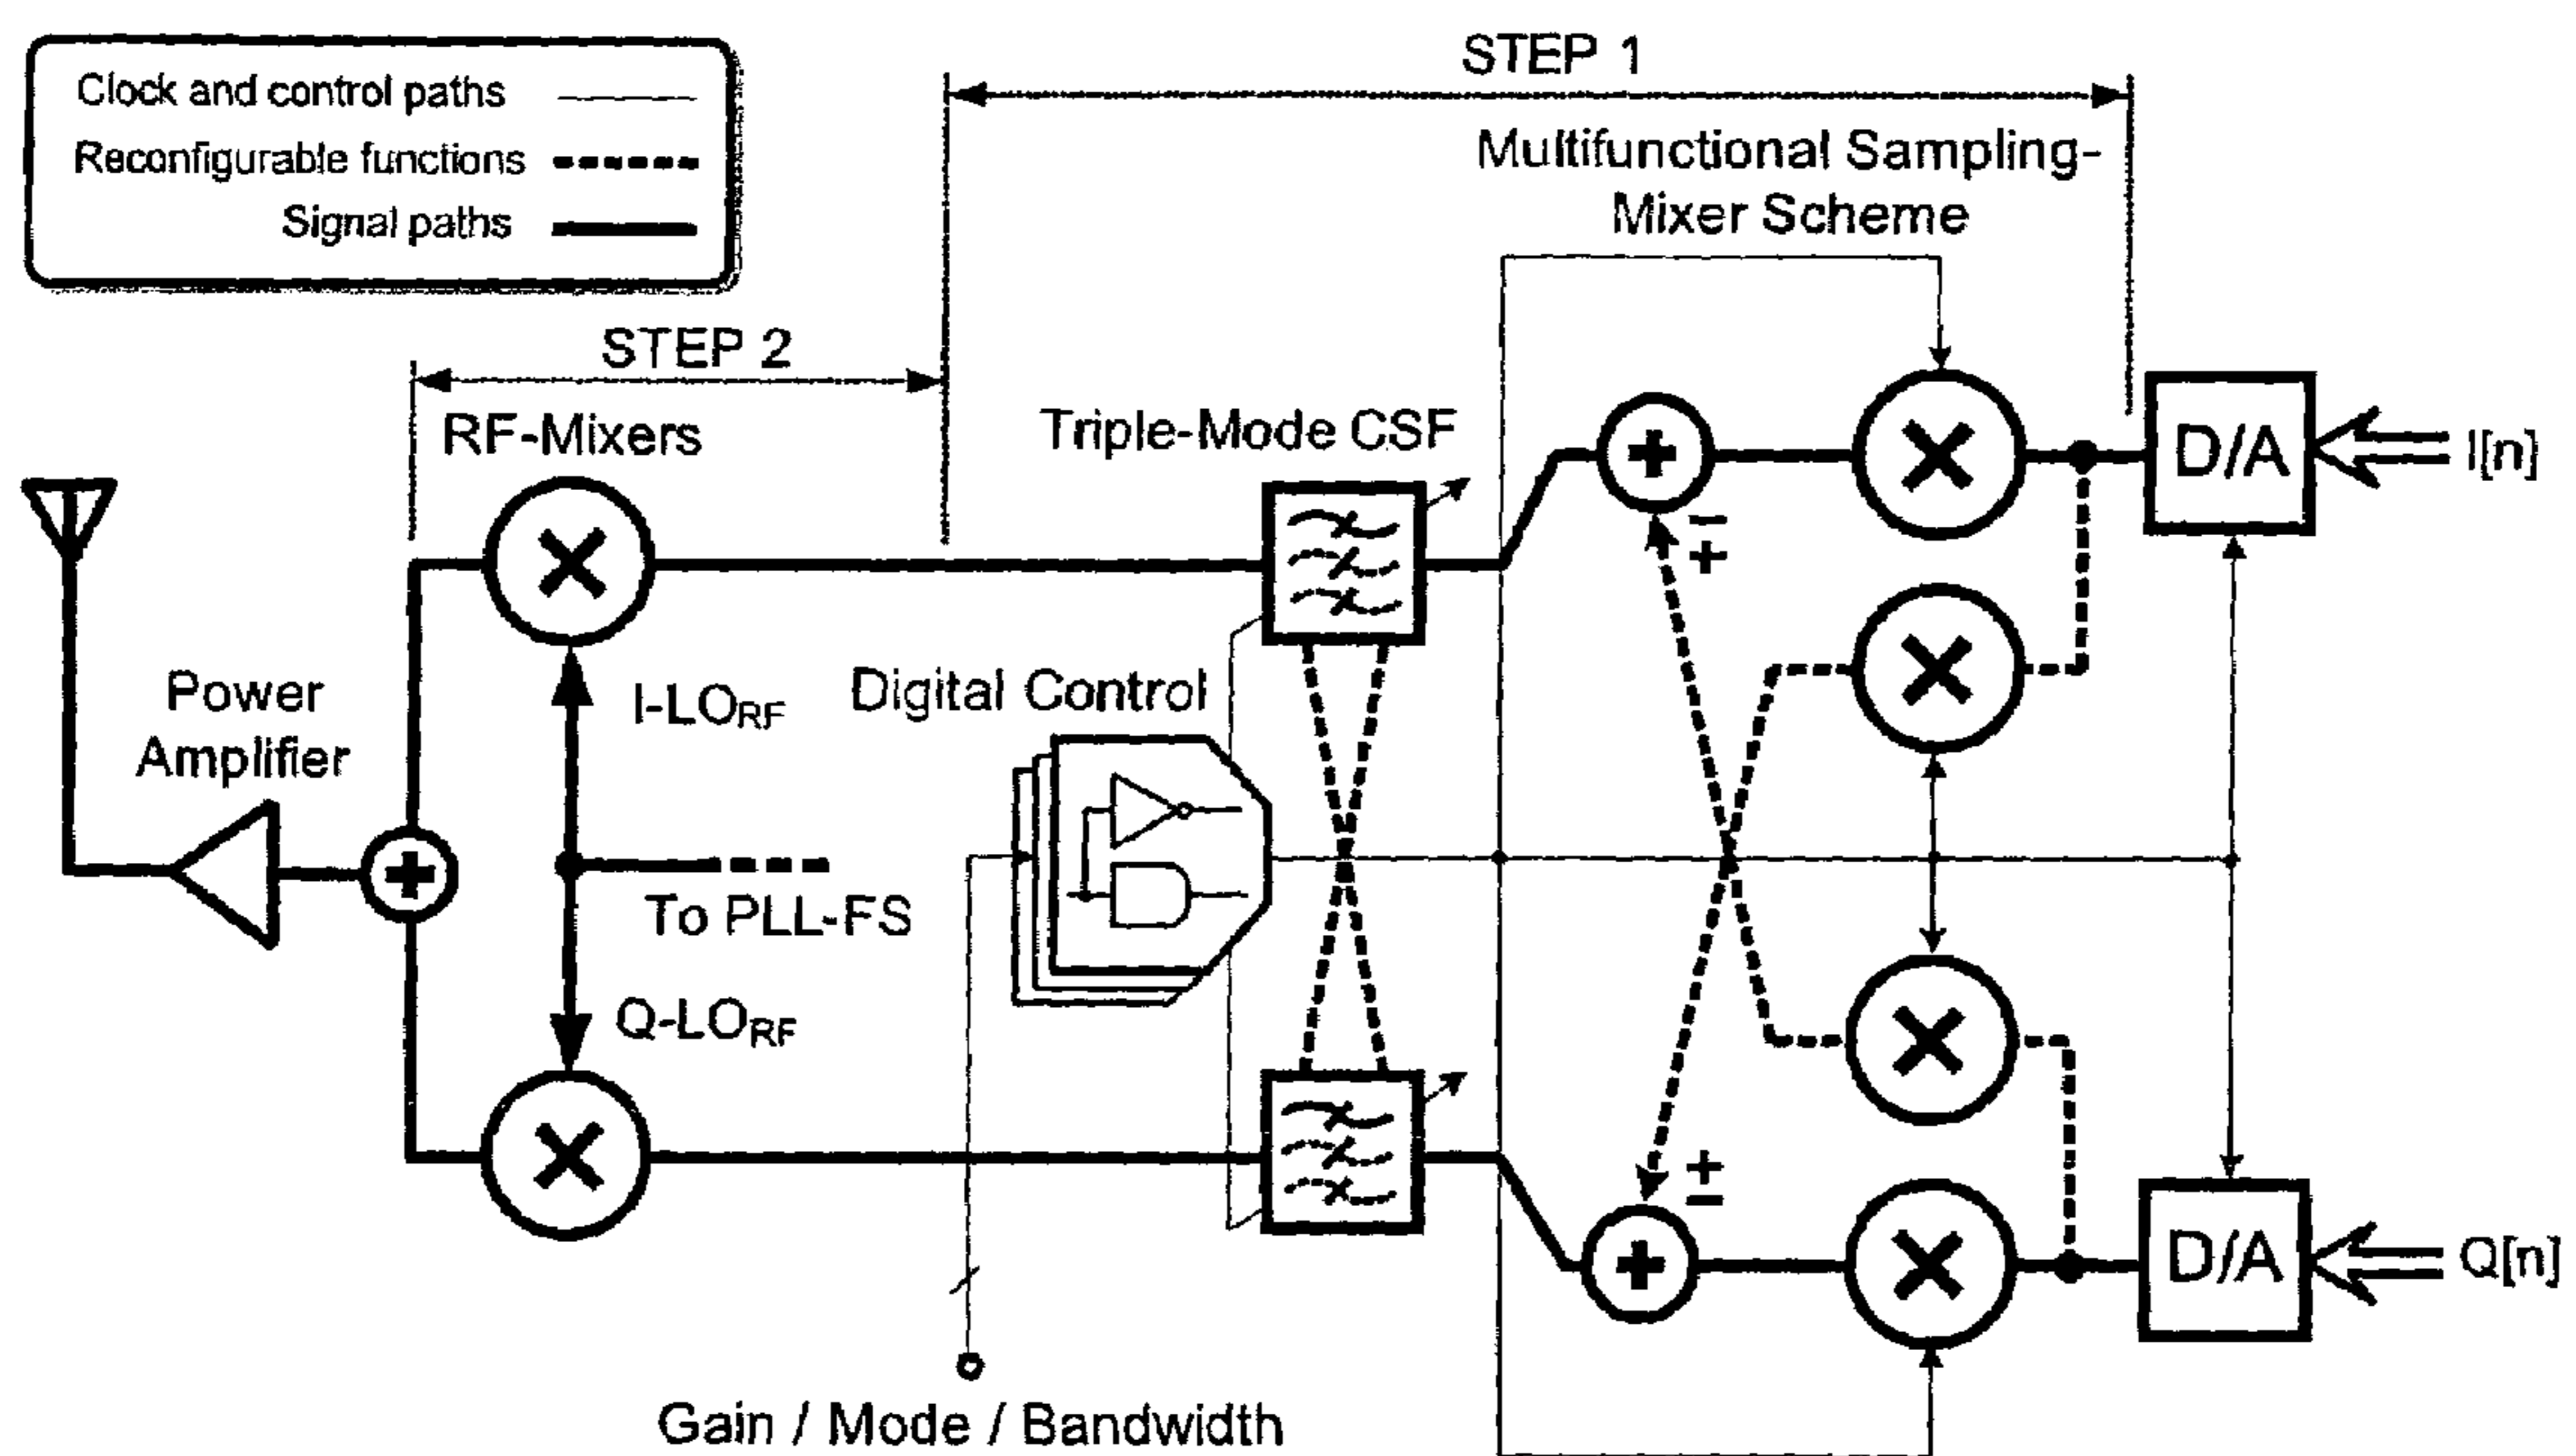 Clock and control paths
Reconfigurable functions
Signal paths
STEP 1
Multifunctional Sampling-
Mixer Scheme
STEP 2
RF-Mixers
Triple-Mode CSF
D/A
I[n]
Power
Amplifier
I-LORF
Digital Control
To PLL-FS
Q-LORF
D/A
Q[n]
Gain / Mode / Bandwidth